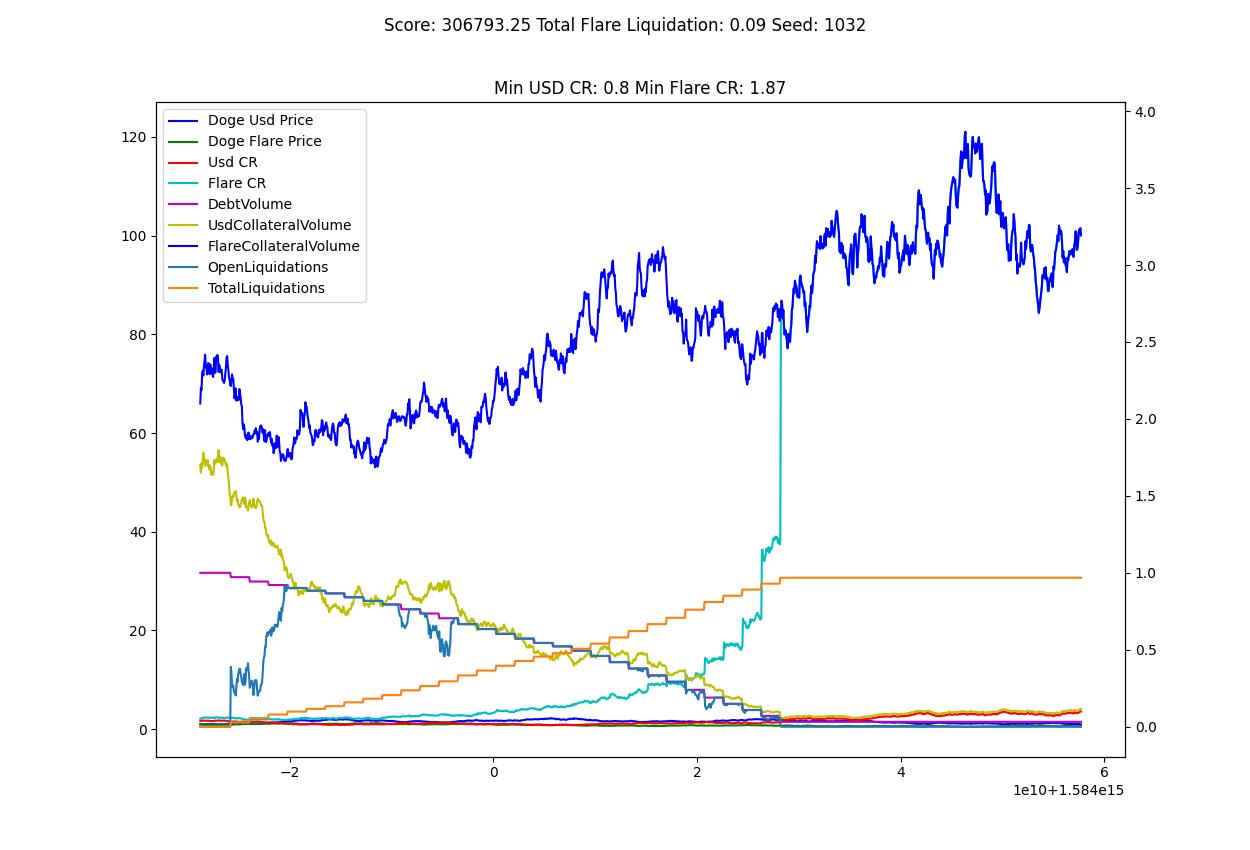 Score: 306793.25 Total Flare Liquidation: 0.09 Seed: 1032
Min USD CR: 0.8 Min Flare CR: 1.87
Doge Usd Price
Doge Flare Price
Usd CR
Flare CR
DebtVolume
UsdCollateralVolume
FlareCollateralVolume
OpenLiquidations
TotalLiquidations
120
100
80
60
40
20
0
4.0
3.5
3.0
2.5
2.0
1.5
1.0
0.5
0.0
−2 0 2 4 6
1e10+1.584e15